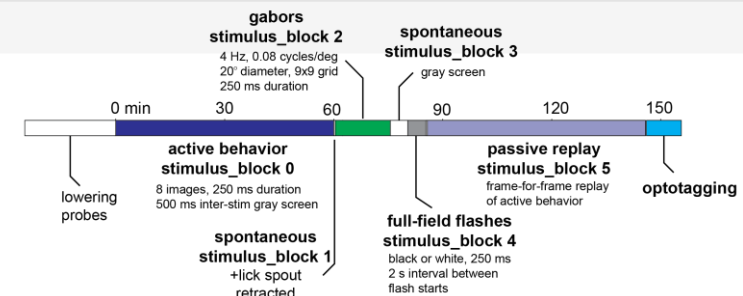 gabors
stimulus_block 2
4 Hz, 0.08 cycles/deg
20° diameter, 9x9 grid
250 ms duration
spontaneous
stimulus_block 3
gray screen
0 min 30 60 90 120 150
active behavior
stimulus_block 0
8 images, 250 ms duration
500 ms inter-stim gray screen
passive replay
stimulus_block 5
frame-for-frame replay
of active behavior
optotagging
lowering
probes
full-field flashes
stimulus_block 4
black or white, 250 ms
2 s interval between
flash starts
spontaneous
stimulus_block 1
+lick spout
retracted